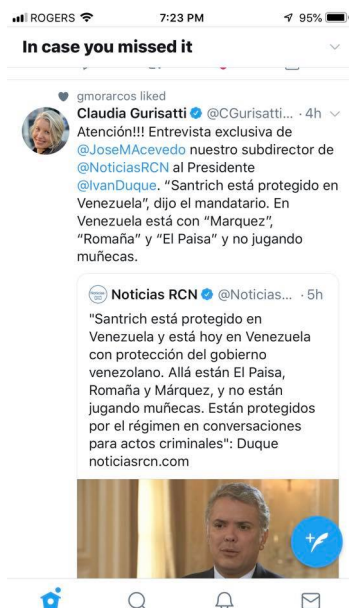 ROGERS 7:23 PM 95%
In case you missed it
gmorarcos liked
Claudia Gurisatti @CGurisatti... · 4h
Atención!!! Entrevista exclusiva de
@JoseMAcevedo nuestro subdirector de
@NoticiasRCN al Presidente
@IvanDuque. “Santrich está protegido en
Venezuela”, dijo el mandatario. En
Venezuela está con “Marquez”,
“Romaña” y “El Paisa” y no jugando
muñecas.
Noticias RCN @Noticias... · 5h
"Santrich está protegido en
Venezuela y está hoy en Venezuela
con protección del gobierno
venezolano. Allá están El Paisa,
Romaña y Márquez, y no están
jugando muñecas. Están protegidos
por el régimen en conversaciones
para actos criminales": Duque
noticiasrcn.com